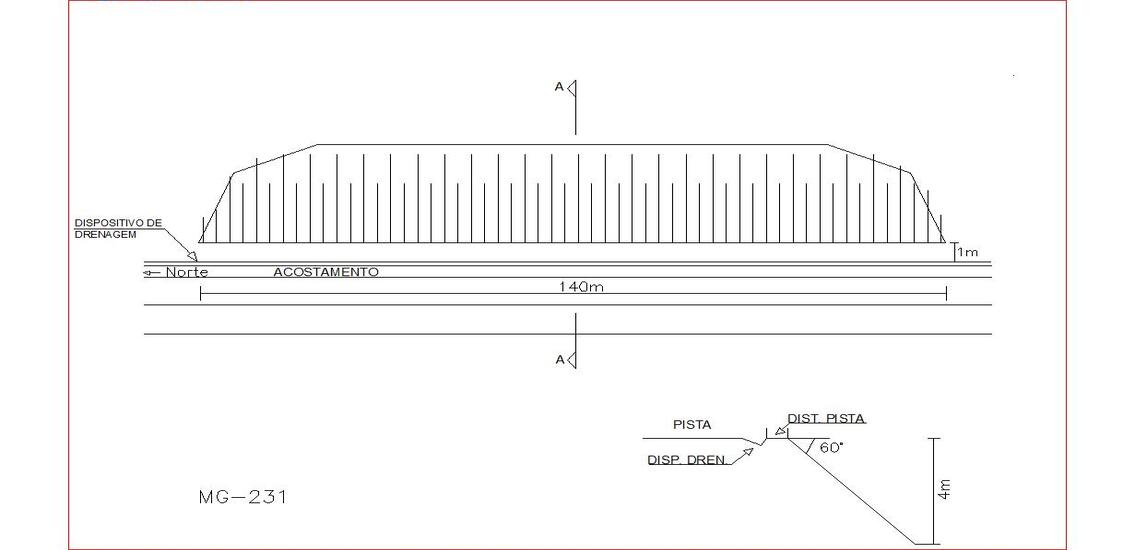 A
DISPOSITIVO DE
DRENAGEM
1m
Norte
ACOSTAMENTO
140m
A
DIST. PISTA
PISTA
60°
DISP. DREN.
4m
MG-231